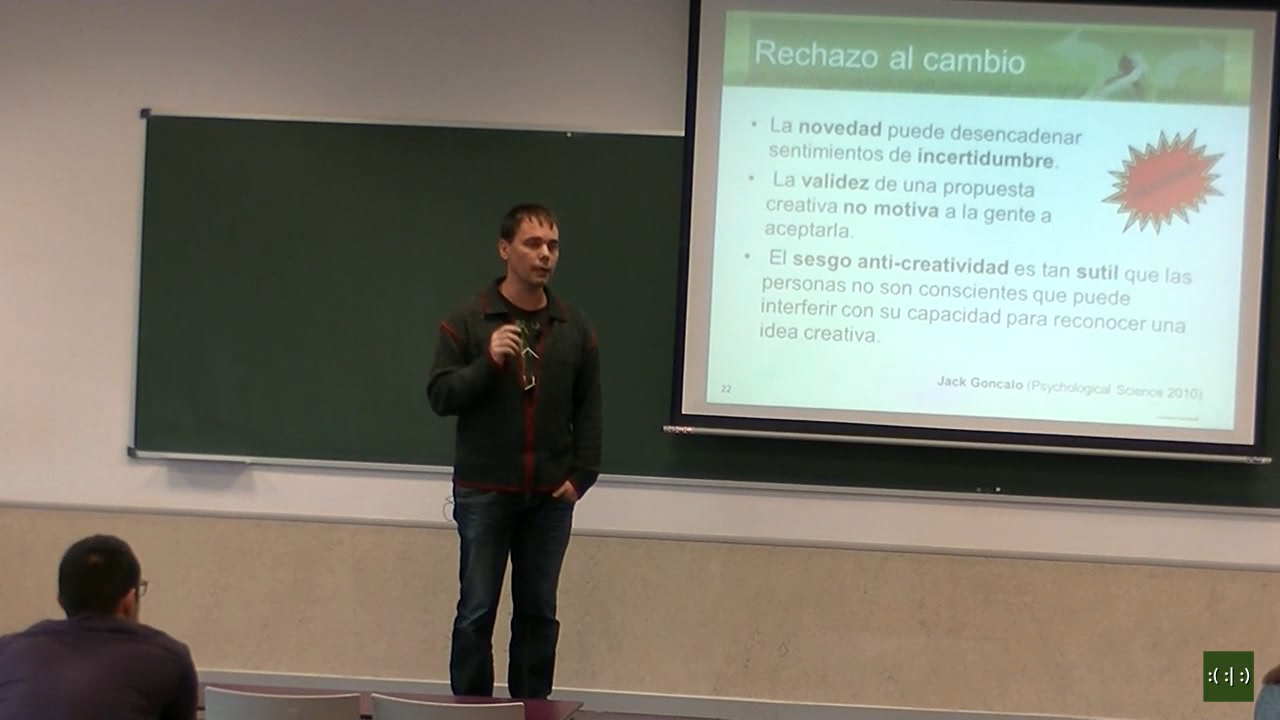 Rechazo al cambio
• La novedad puede desencadenar
sentimientos de incertidumbre.
• La validez de una propuesta
creativa no motiva a la gente a
aceptarla.
• El sesgo anti-creatividad es tan sutil que las
personas no son conscientes que puede
interferir con su capacidad para reconocer una
idea creativa.
Jack Goncalo (Psychological Science 2010)
22
:( :| :)